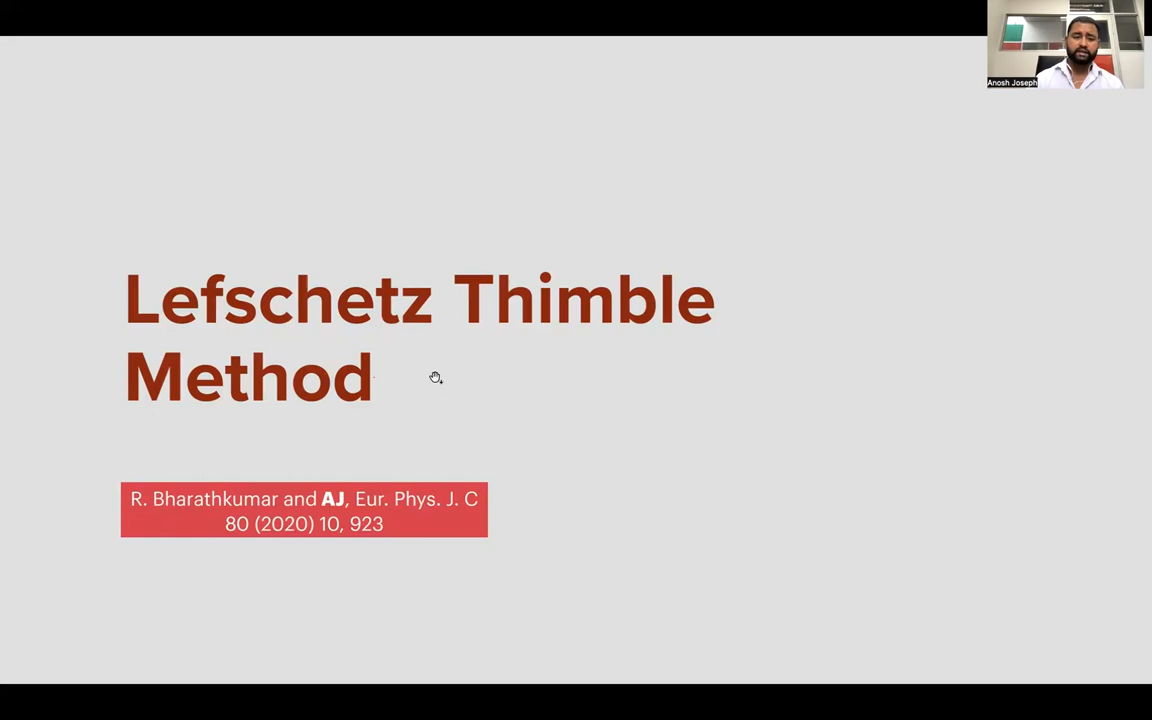 Anosh Joseph
Lefschetz Thimble
Method
R. Bharathkumar and AJ, Eur. Phys. J. C
80 (2020) 10, 923